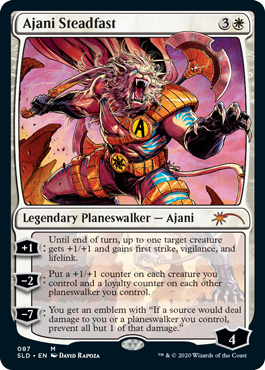 Ajani Steadfast 3
A
Legendary Planeswalker — Ajani
+1 Until end of turn, up to one target creature
gets +1/+1 and gains first strike, vigilance, and
lifelink.
-2 Put a +1/+1 counter on each creature you
control and a loyalty counter on each other
planeswalker you control.
-7 You get an emblem with "If a source would deal
damage to you or a planeswalker you control,
prevent all but 1 of that damage."
4
087 M
SLD • EN DAVID RAPOZA
™ & © 2020 Wizards of the Coast